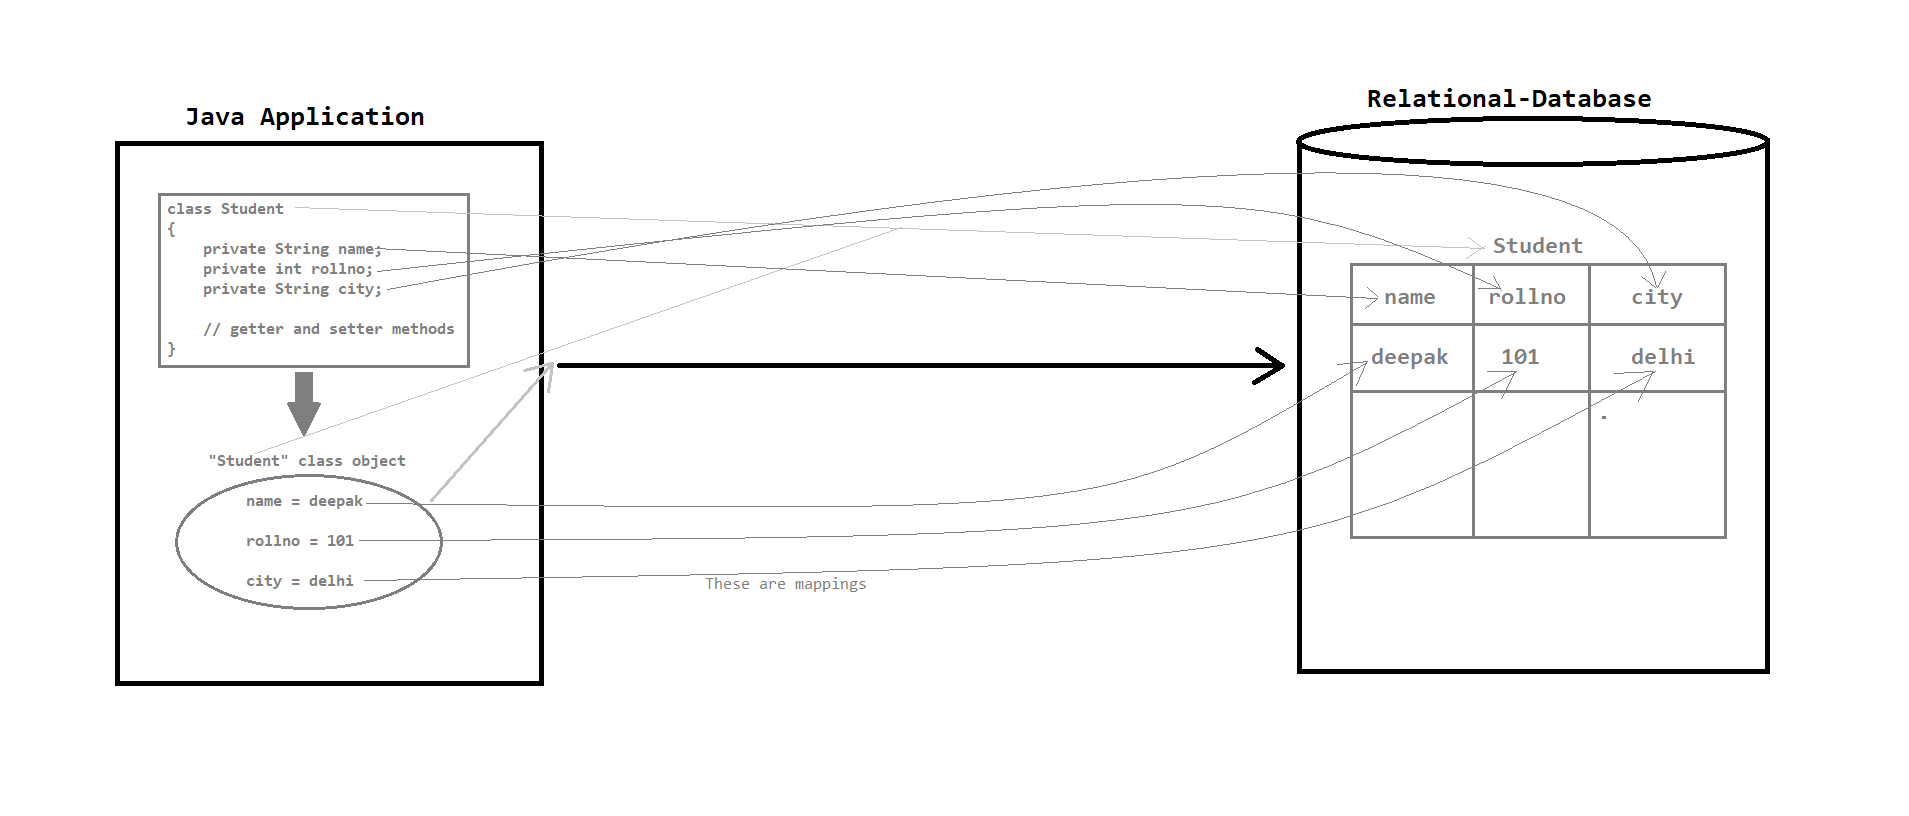 Java Application
class Student
{
private String name;
private int rollno;
private String city;
// getter and setter methods
}
"Student" class object
name = deepak
rollno = 101
city = delhi
These are mappings
Relational-Database
Student
name rollno city
deepak 101 delhi